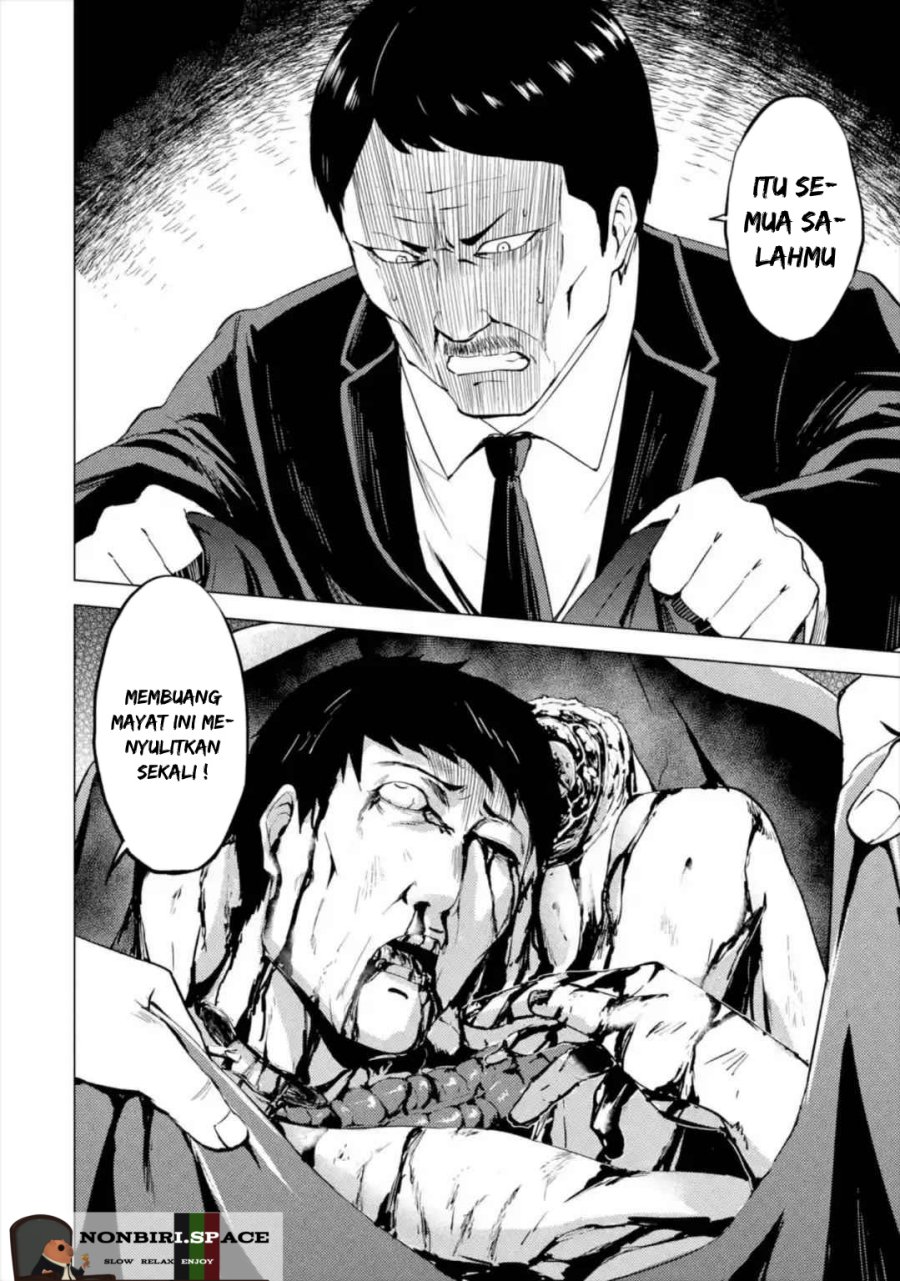 ITU SE-
MUA SA-
LAHMU
MEMBUANG
MAYAT INI ME-
NYULITKAN
SEKALI !
NONBIRI.SPACE
SLOW RELAX ENJOY